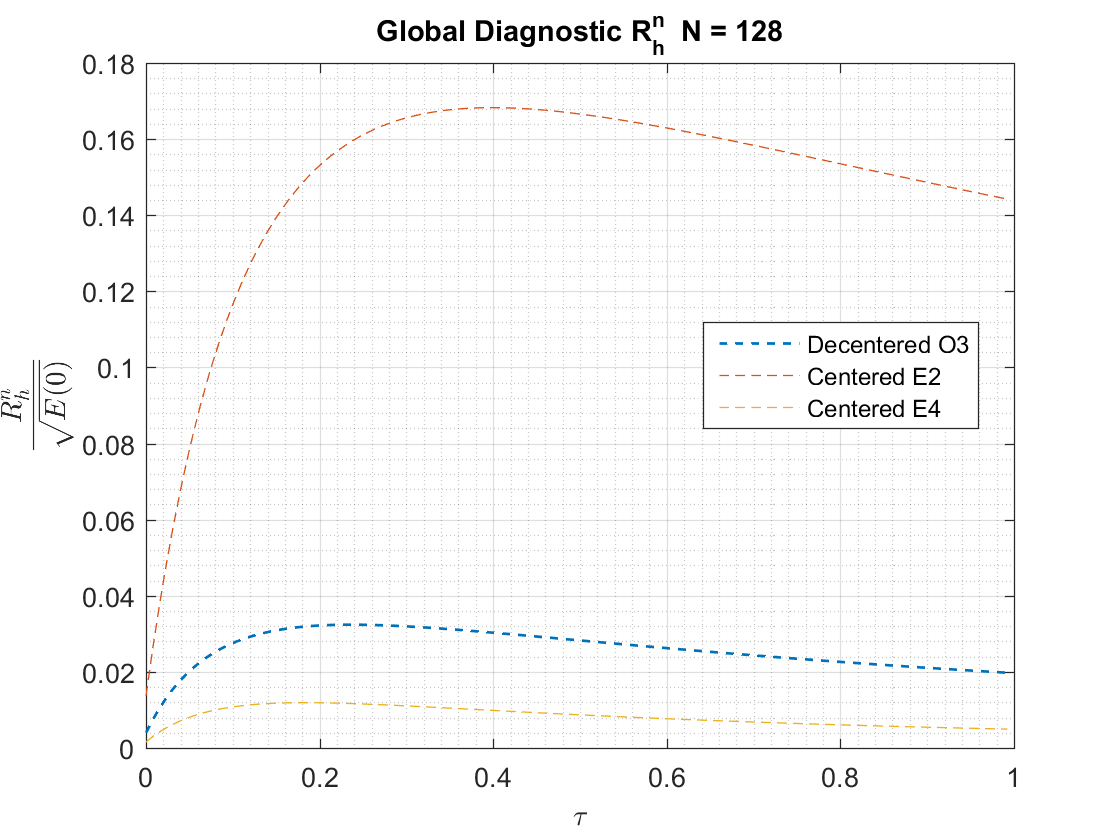 Global Diagnostic R_h^n N = 128
R_h^n
√E(0)
0.18
0.16
0.14
0.12
0.1
0.08
0.06
0.04
0.02
0
Decentered O3
Centered E2
Centered E4
0 0.2 0.4 0.6 0.8 1
τ